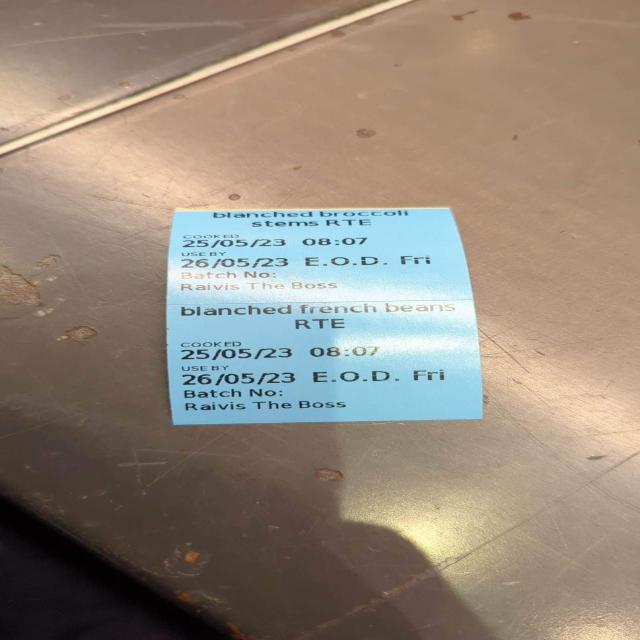 blanched broccoli
stems RTE
COOKED
25/05/23 08:07
USE BY
26/05/23 E.O.D. Fri
Batch No:
Raivis The Boss
blanched french beans
RTE
COOKED
25/05/23 08:07
USE BY
26/05/23 E.O.D. Fri
Batch No:
Raivis The Boss